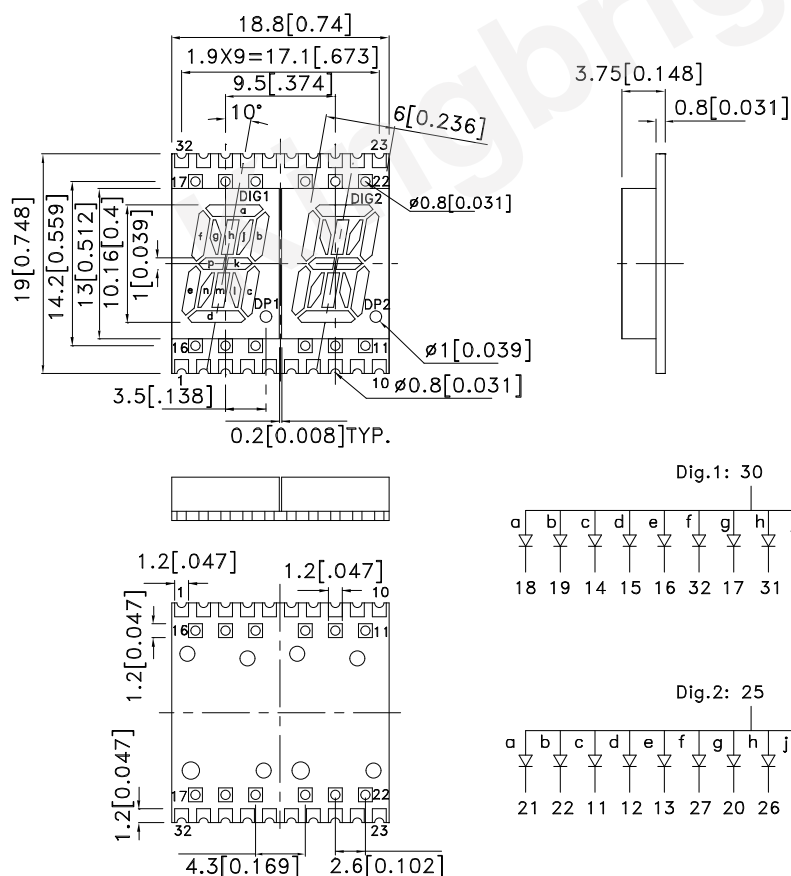 18.8[0.74]
1.9X9=17.1[.673]
9.5[.374]
10°
6[0.236]
3.75[0.148]
0.8[0.031]
32
23
17
22
ø0.8[0.031]
DIG1
DIG2
a
f g h j b
j
p k
e n m l c
d
DP1
DP2
19[0.748]
14.2[0.559]
13[0.512]
10.16[0.4]
1[0.039]
16
11
1
10
ø1[0.039]
ø0.8[0.031]
3.5[.138]
0.2[0.008]TYP.
Dig.1: 30
a b c d e f g h
18 19 14 15 16 32 17 31
1.2[.047]
1.2[.047]
1
10
16
11
1.2[0.047]
1.2[0.047]
17
22
32
23
4.3[0.169]
2.6[0.102]
Dig.2: 25
a b c d e f g h j
21 22 11 12 13 27 20 26
Kingbright